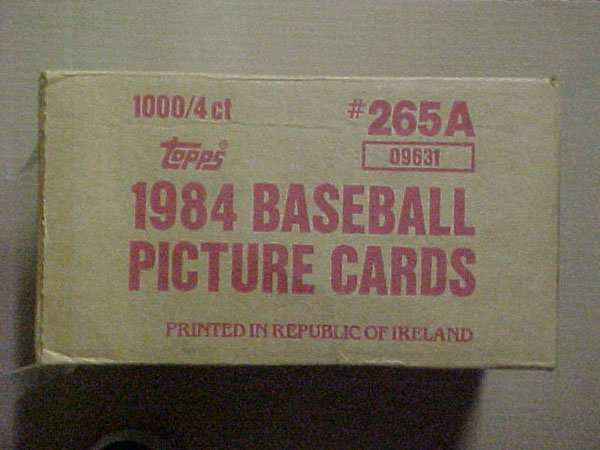 1000/4 ct #265A
Topps® 09631
1984 BASEBALL
PICTURE CARDS
PRINTED IN REPUBLIC OF IRELAND